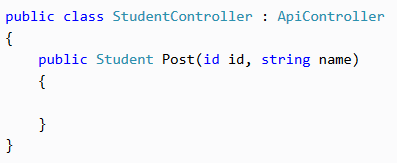 public class StudentController : ApiController
{
public Student Post(id id, string name)
{
}
}